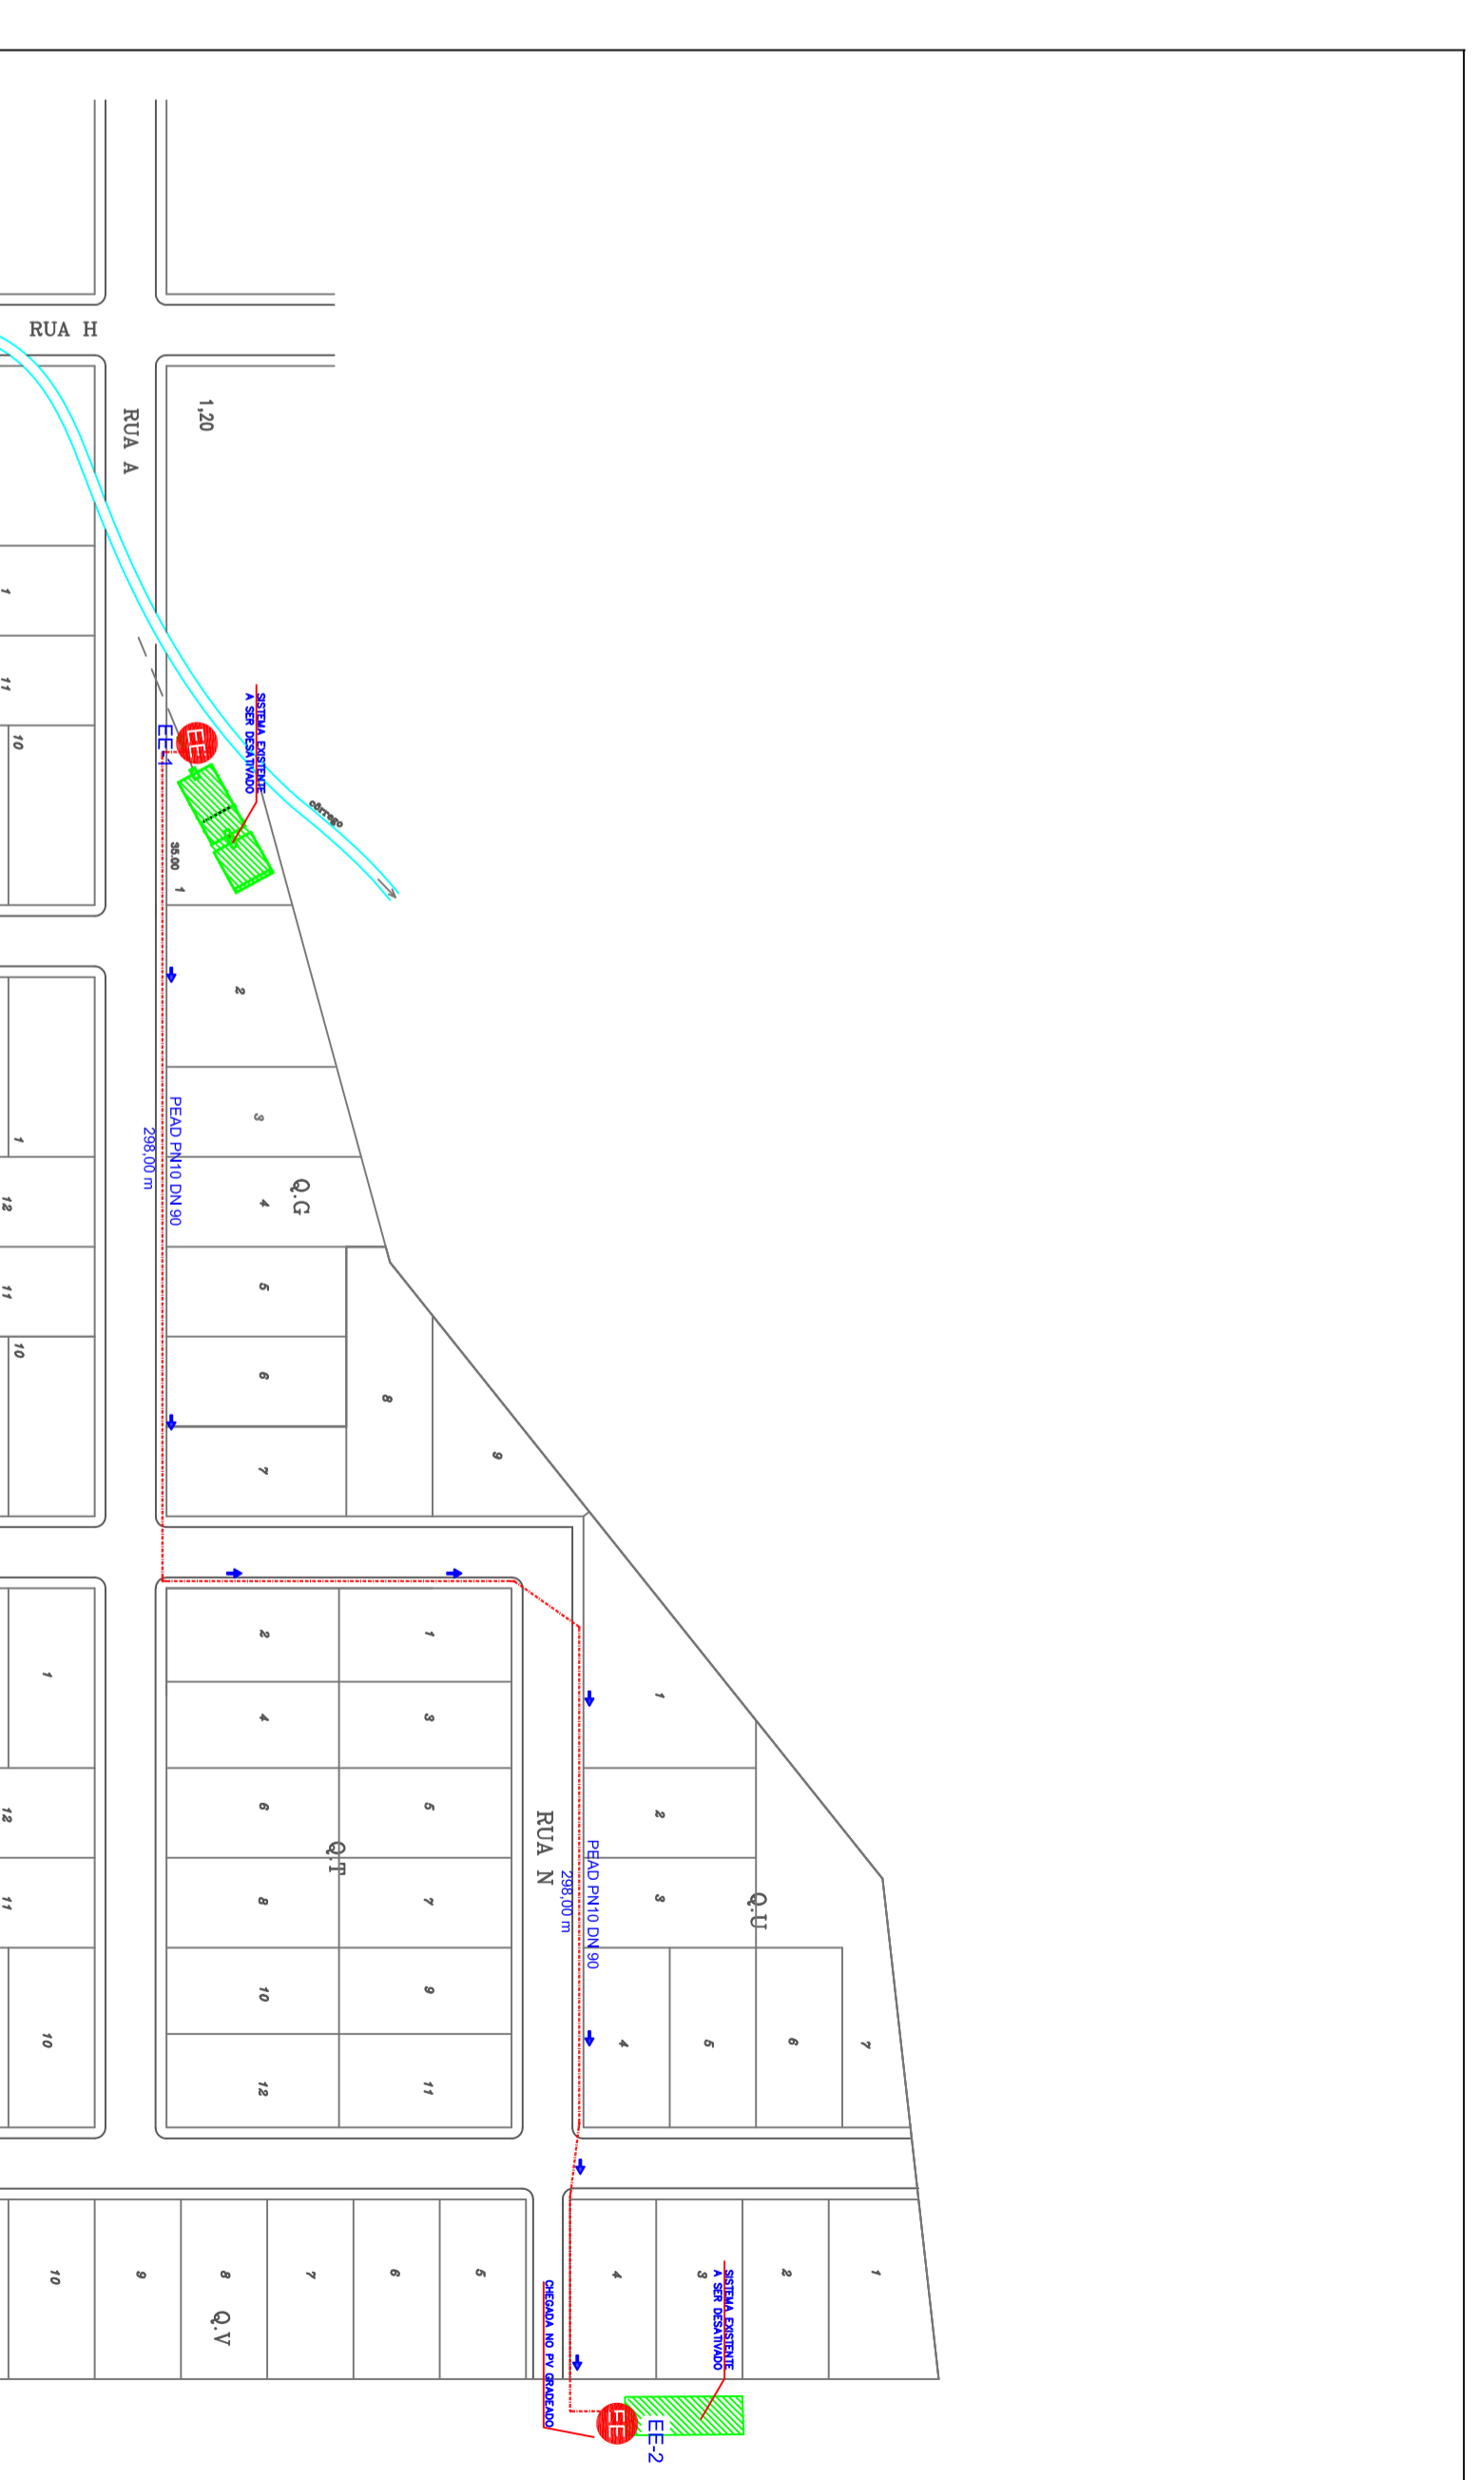 RUA H
RUA A
1,20
1
11
10
SISTEMA EXISTENTE
A SER DESATIVADO
EE
EE-1
córrego
35.00
1
2
3
4
Q.G
5
6
7
8
9
PEAD PN10 DN 90
298,00 m
1
12
11
10
1
12
11
10
2
1
4
3
6
5
Q.T
8
7
10
9
12
11
RUA N
PEAD PN10 DN 90
298,00 m
1
2
3
Q.U
4
5
6
7
10
9
8
7
6
5
Q.V
4
3
2
1
SISTEMA EXISTENTE
A SER DESATIVADO
CHEGADA NO PV GRADEADO
EE
EE-2